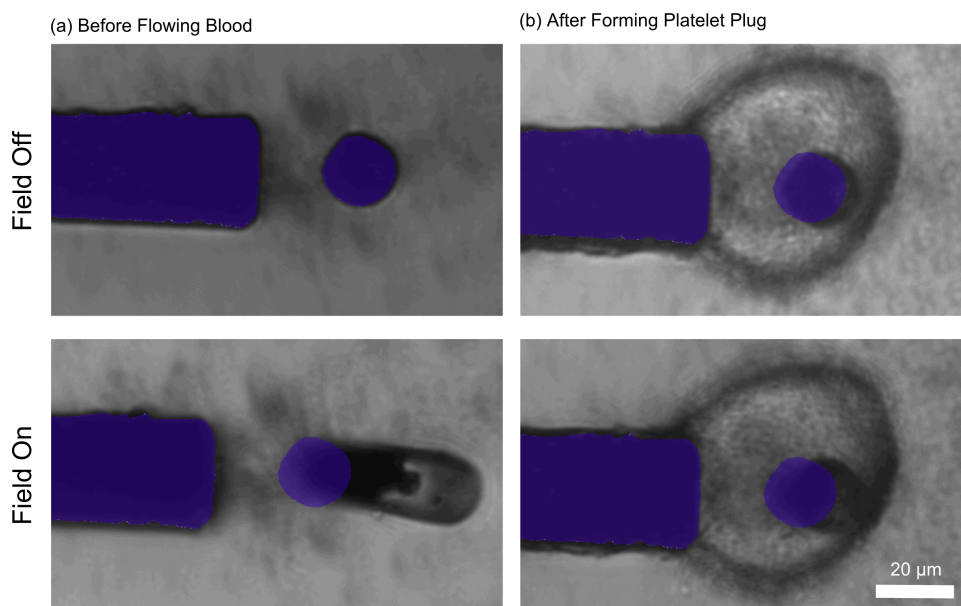 (a) Before Flowing Blood
(b) After Forming Platelet Plug
Field Off
Field On
20 µm